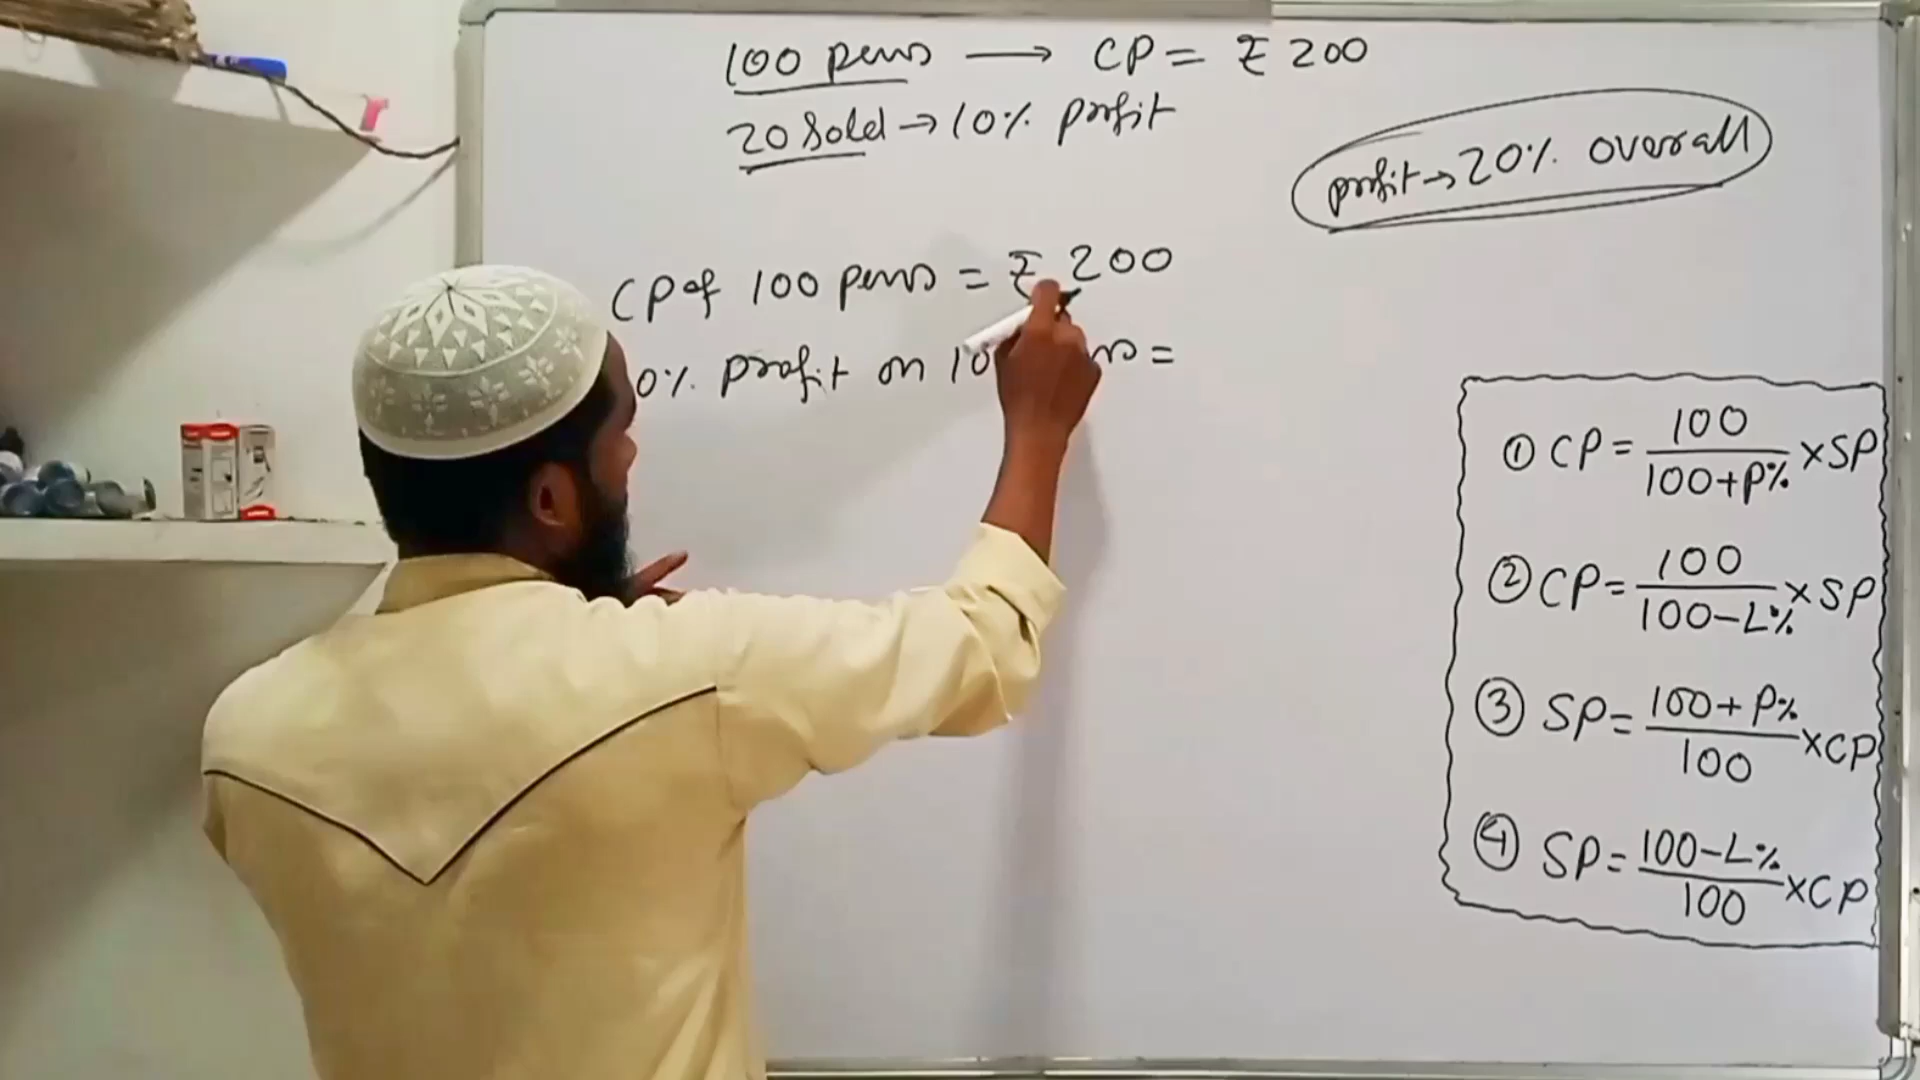 100 pens → CP = ₹ 200
20 Sold → 10% profit
profit → 20% overall
CP of 100 pens = ₹ 200
0% profit on 10 ns =
① CP = 100/100+P% × SP
② CP = 100/100-L% × SP
③ SP = 100+P%/100 × CP
④ SP = 100-L%/100 × CP